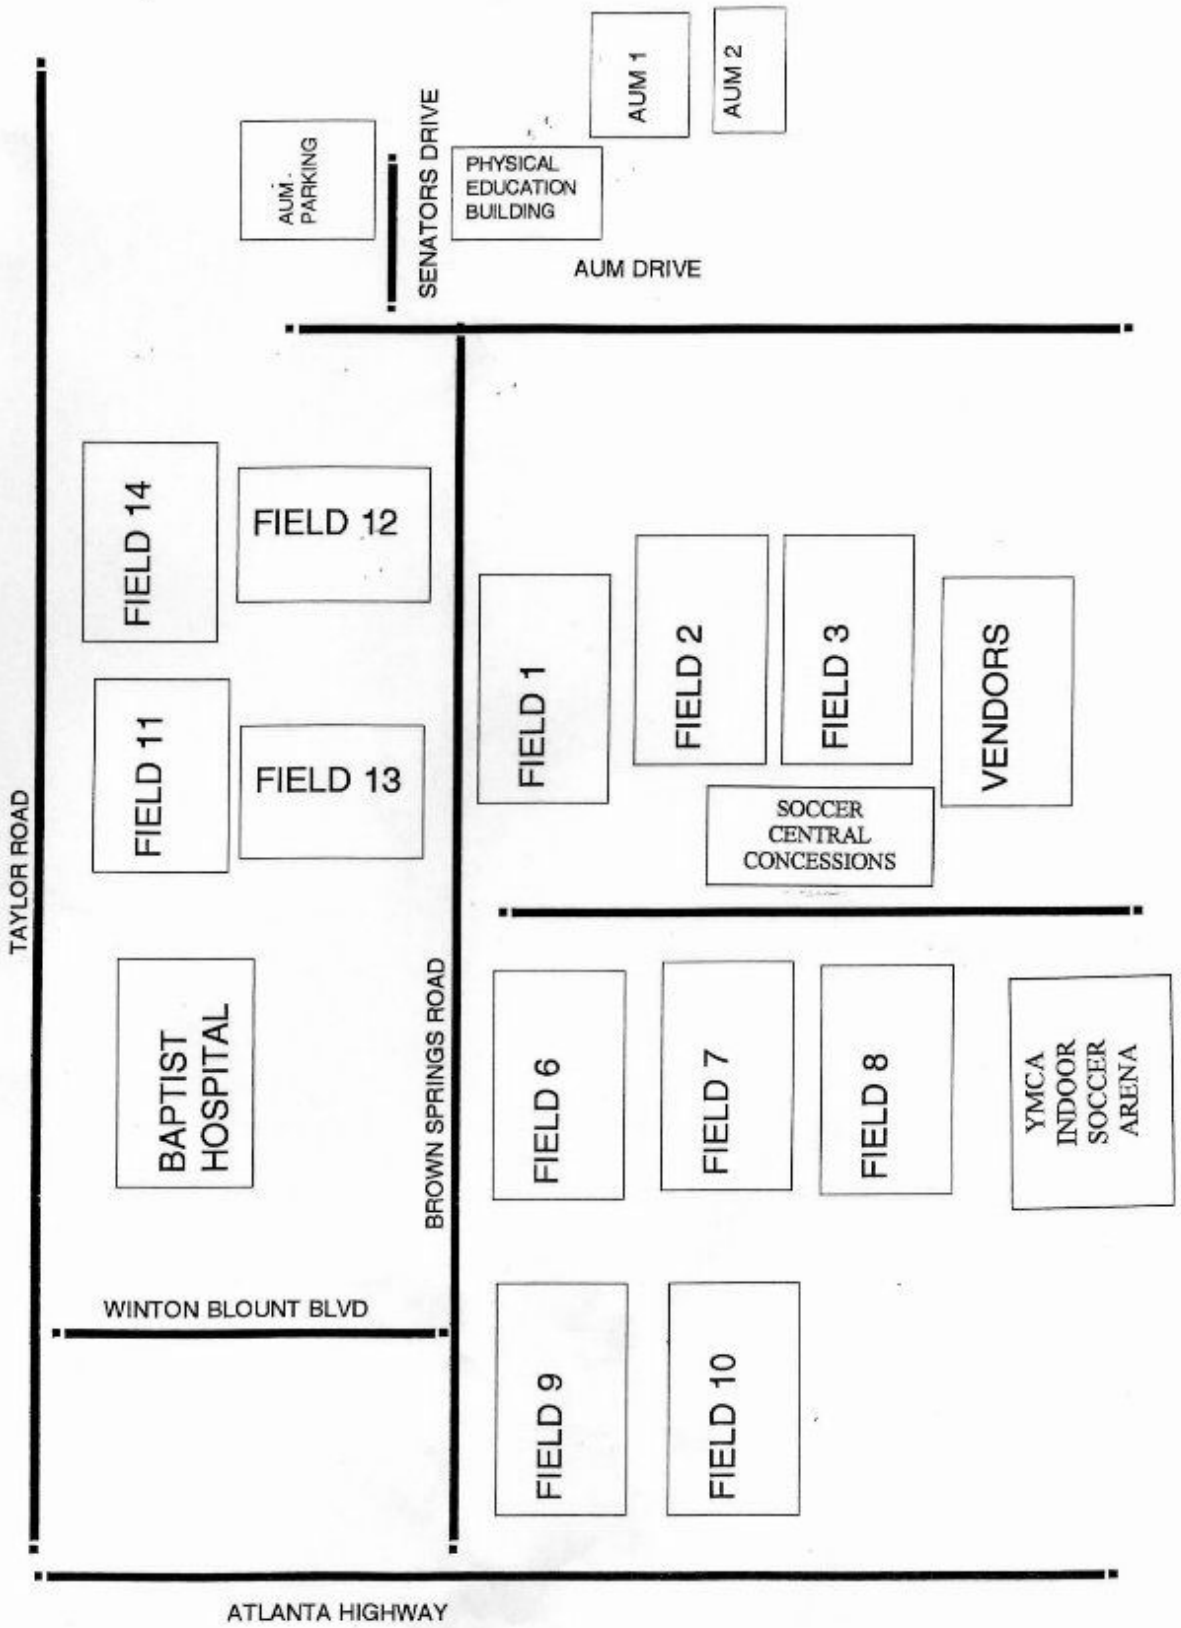 AUM 1
AUM 2
AUM.
PARKING
SENATORS DRIVE
PHYSICAL
EDUCATION
BUILDING
AUM DRIVE
FIELD 14
FIELD 12
FIELD 11
FIELD 13
FIELD 1
FIELD 2
FIELD 3
VENDORS
SOCCER
CENTRAL
CONCESSIONS
TAYLOR ROAD
BAPTIST
HOSPITAL
BROWN SPRINGS ROAD
FIELD 6
FIELD 7
FIELD 8
YMCA
INDOOR
SOCCER
ARENA
WINTON BLOUNT BLVD
FIELD 9
FIELD 10
ATLANTA HIGHWAY